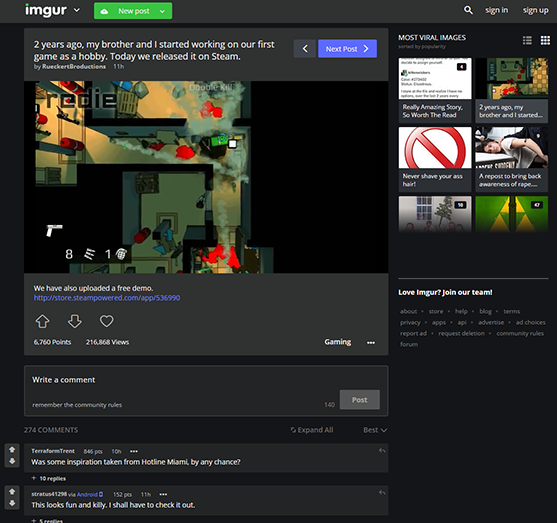 imgur
New post
sign in
sign up
2 years ago, my brother and I started working on our first
game as a hobby. Today we released it on Steam.
by RueckertBroductions 11h
Next Post
redie
Double Kill
8
1
We have also uploaded a free demo.
http://store.steampowered.com/app/536990
6,760 Points
216,868 Views
Gaming
Write a comment
remember the community rules
140
Post
274 COMMENTS
Expand All
Best
TerraformTrent 846 pts 10h
Was some inspiration taken from Hotline Miami, by any chance?
+ 10 replies
stratus41298 via Android 152 pts 11h
This looks fun and killy. I shall have to check it out.
+ 5 replies
MOST VIRAL IMAGES
sorted by popularity
4
Really Amazing Story,
So Worth The Read
2 years ago, my
brother and I started...
Never shave your ass
hair!
A repost to bring back
awareness of rape....
10
47
Love Imgur? Join our team!
about store help blog terms
privacy apps api advertise ad choices
report ad request deletion community rules
forum